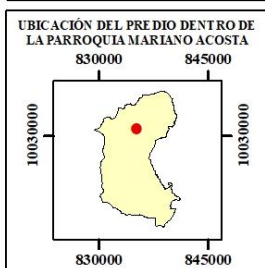 UBICACIÓN DEL PREDIO DENTRO DE
LA PARROQUIA MARIANO ACOSTA
830000 845000
10030000 10030000
830000 845000